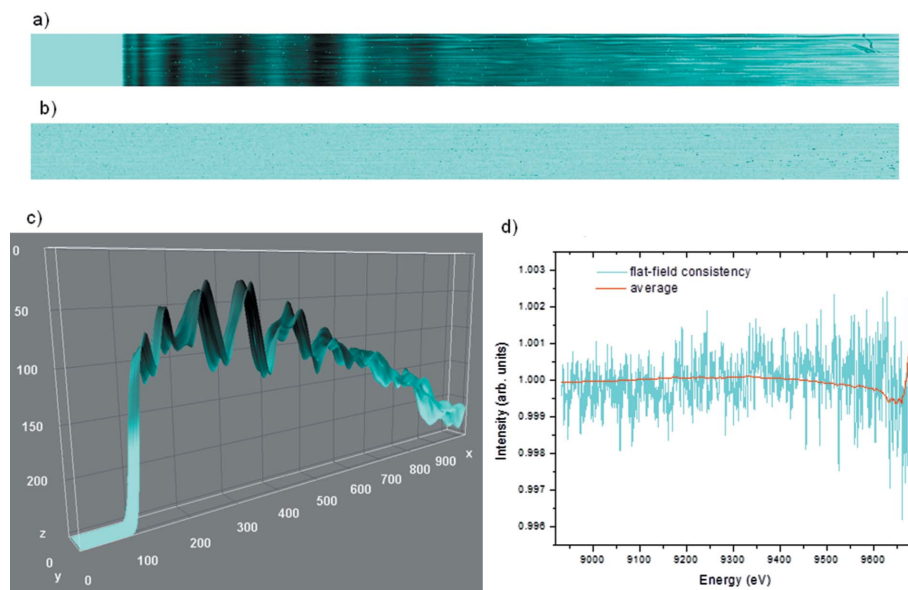 a)
b)
c)
0
50
100
150
200
z
0
y
0
100
200
300
400
500
600
700
800
900
x
d)
flat-field consistency
average
1.003
1.002
1.001
1.000
0.999
0.998
0.997
0.996
Intensity (arb. units)
9000 9100 9200 9300 9400 9500 9600
Energy (eV)